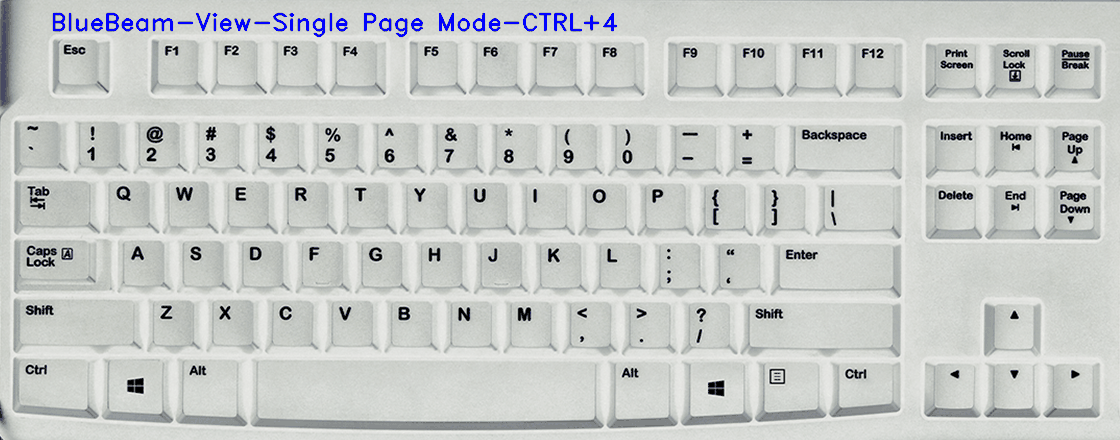 BlueBeam-View-Single Page Mode-CTRL+4
Esc F1 F2 F3 F4 F5 F6 F7 F8 F9 F10 F11 F12 Print Screen Scroll Lock Pause Break
~ ! @ # $ % ^ & * ( ) — + Backspace Insert Home Page Up
` 1 2 3 4 5 6 7 8 9 0 - =
Tab Q W E R T Y U I O P { } | Delete End Page Down
[ ] \
Caps Lock A S D F G H J K L : “ Enter
; ‘
Shift Z X C V B N M < > ? Shift
, . /
Ctrl Alt Alt Ctrl